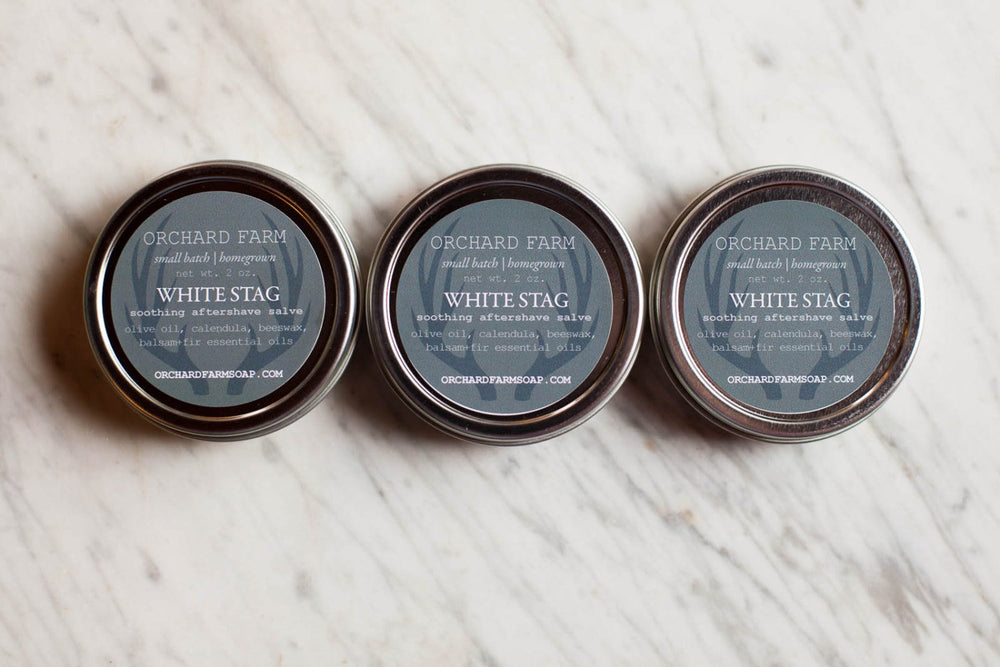 ORCHARD FARM
small batch | homegrown
net wt. 2 oz.
WHITE STAG
soothing aftershave salve
olive oil, calendula, beeswax,
balsam+fir essential oils
ORCHARDFARMSOAP.COM
ORCHARD FARM
small batch | homegrown
net wt. 2 oz.
WHITE STAG
soothing aftershave salve
olive oil, calendula, beeswax,
balsam+fir essential oils
ORCHARDFARMSOAP.COM
ORCHARD FARM
small batch | homegrown
net wt. 2 oz.
WHITE STAG
soothing aftershave salve
olive oil, calendula, beeswax,
balsam+fir essential oils
ORCHARDFARMSOAP.COM